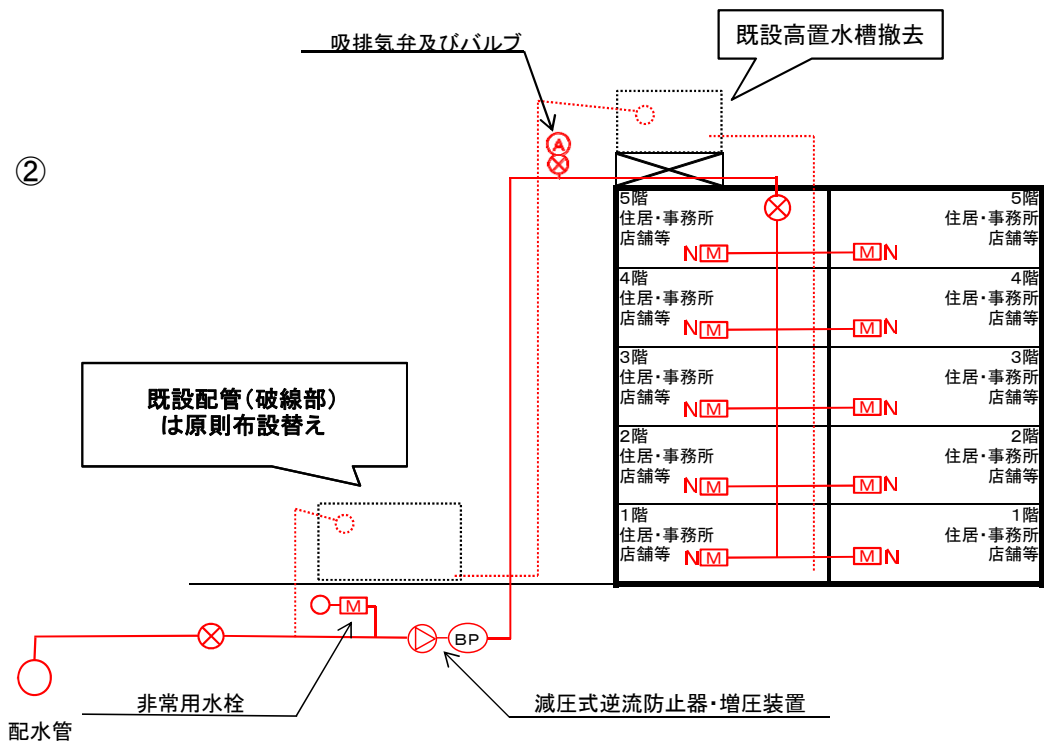 吸排気弁及びバルブ
既設高置水槽撤去
②
A
5階
住居・事務所
店舗等
N M
5階
住居・事務所
店舗等
M N
4階
住居・事務所
店舗等
N M
4階
住居・事務所
店舗等
M N
既設配管(破線部)
は原則布設替え
3階
住居・事務所
店舗等
N M
3階
住居・事務所
店舗等
M N
2階
住居・事務所
店舗等
N M
2階
住居・事務所
店舗等
M N
1階
住居・事務所
店舗等
N M
1階
住居・事務所
店舗等
M N
M
BP
非常用水栓
減圧式逆流防止器・増圧装置
配水管